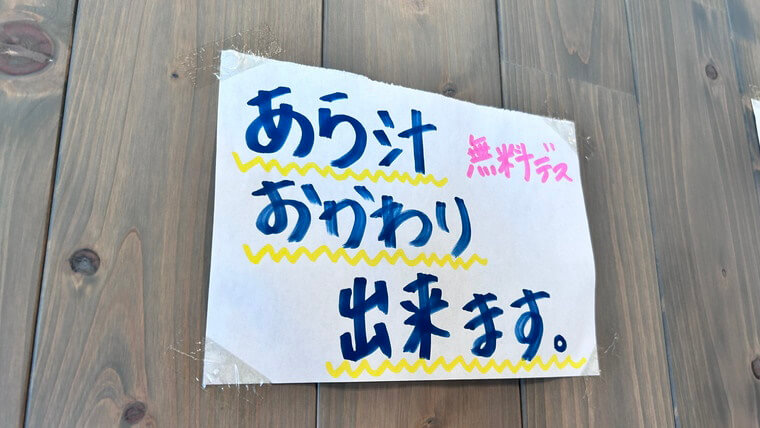 あら汁
無料デス
おかわり
出来ます。